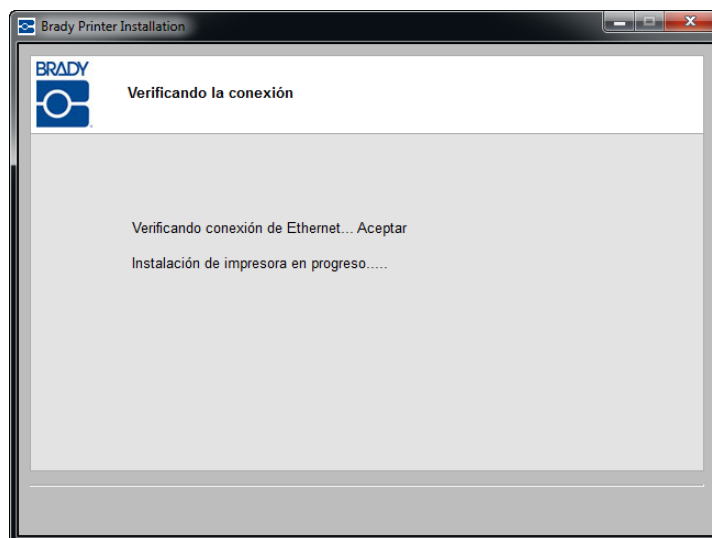 Brady Printer Installation
BRADY
Verificando la conexión
Verificando conexión de Ethernet... Aceptar
Instalación de impresora en progreso.....